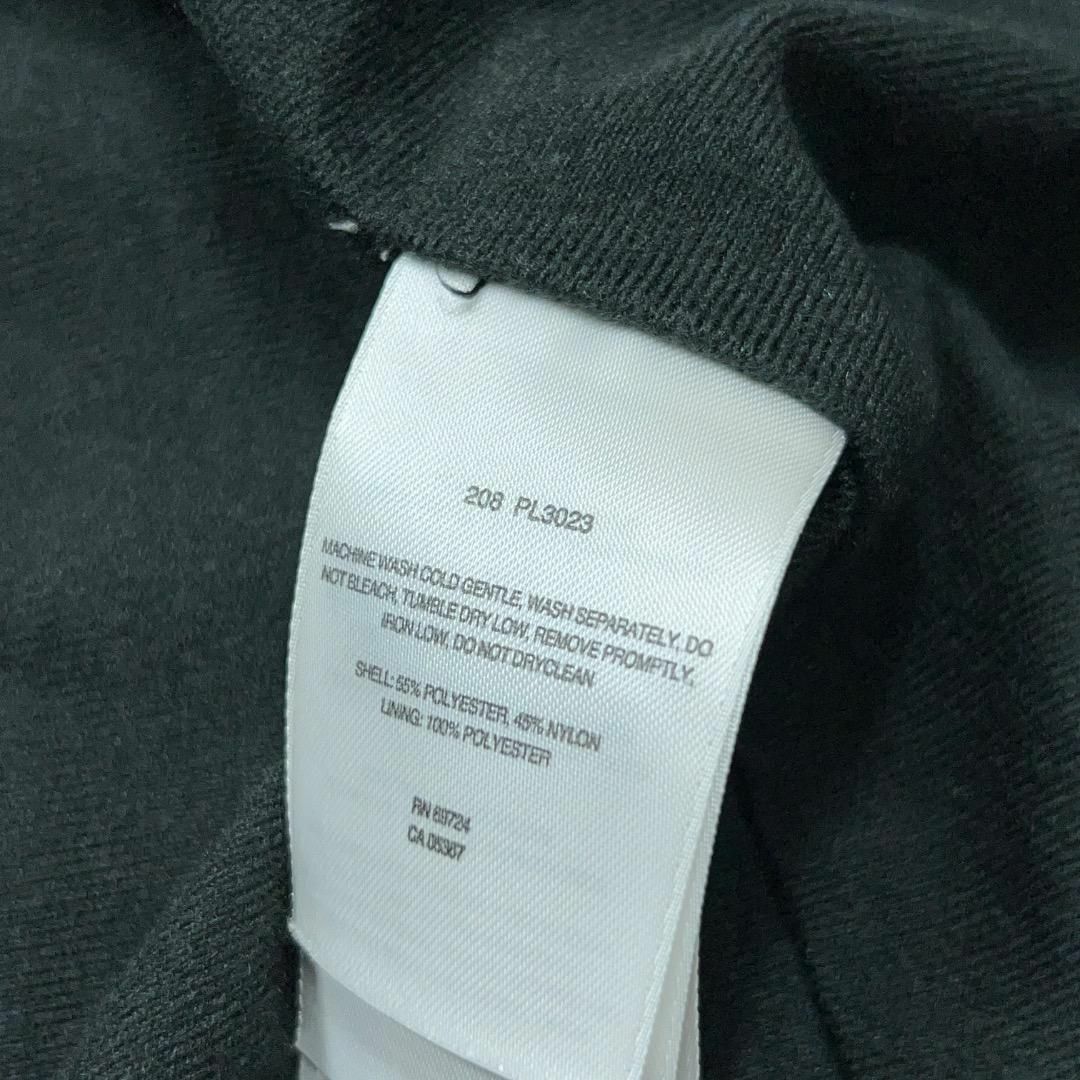 208 PL3023
MACHINE WASH COLD GENTLE, WASH SEPARATELY, DO
NOT BLEACH, TUMBLE DRY LOW, REMOVE PROMPTLY,
IRON LOW, DO NOT DRYCLEAN
SHELL: 55% POLYESTER, 45% NYLON
LINING: 100% POLYESTER
RN 69724
CA 05367